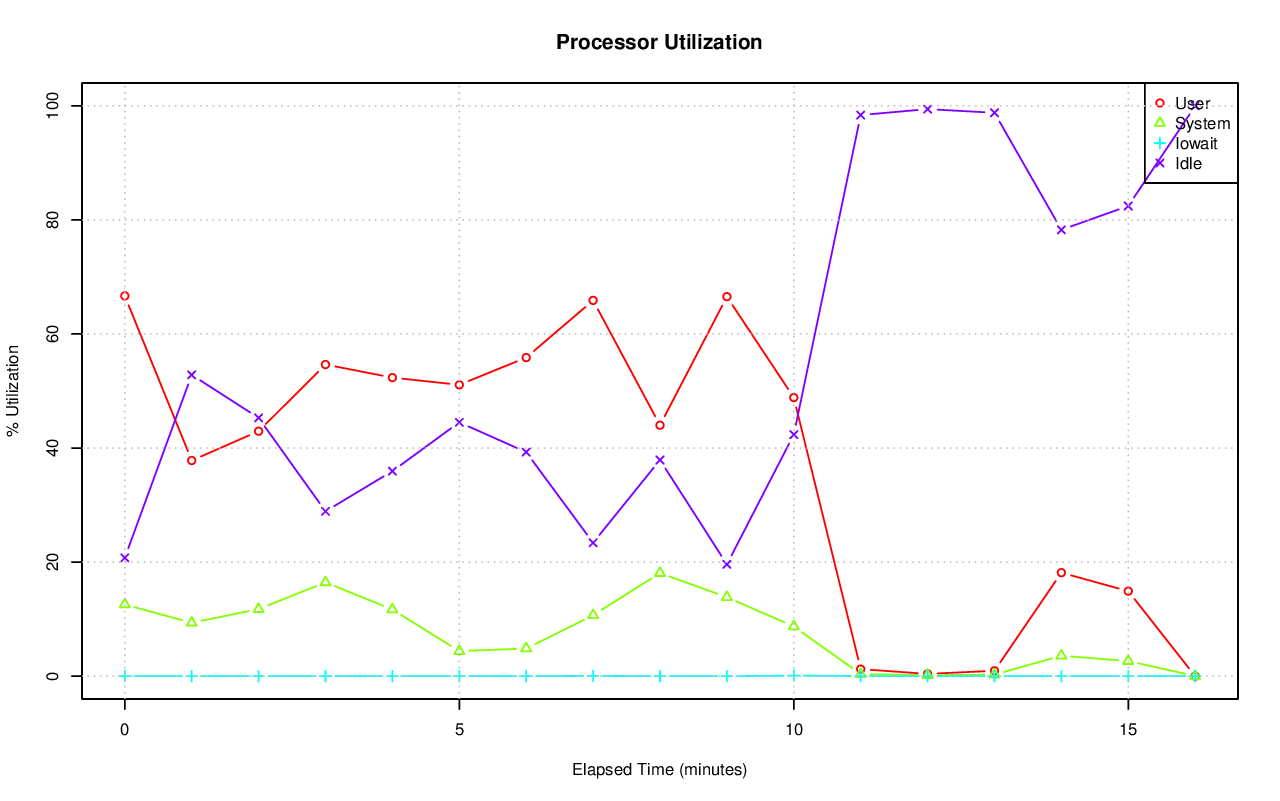 Processor Utilization
% Utilization
100
80
60
40
20
0
User
System
Iowait
Idle
0 5 10 15
Elapsed Time (minutes)